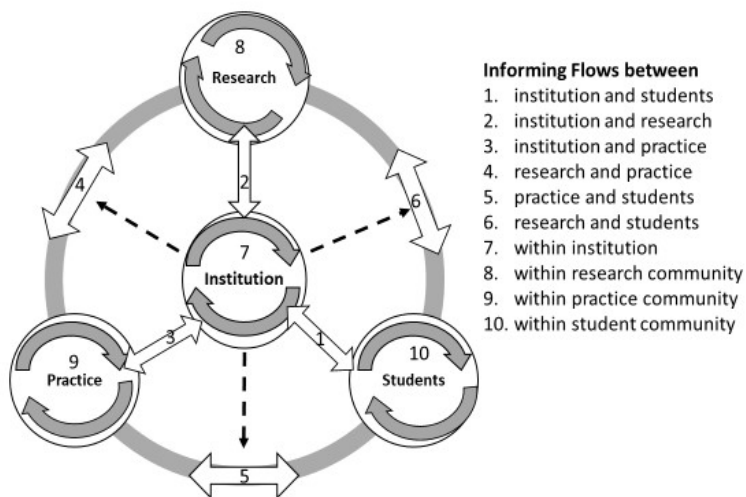 8
Research
Informing Flows between
1. institution and students
2. institution and research
3. institution and practice
4. research and practice
5. practice and students
6. research and students
7. within institution
8. within research community
9. within practice community
10. within student community
4
2
6
7
Institution
3
1
9
Practice
10
Students
5